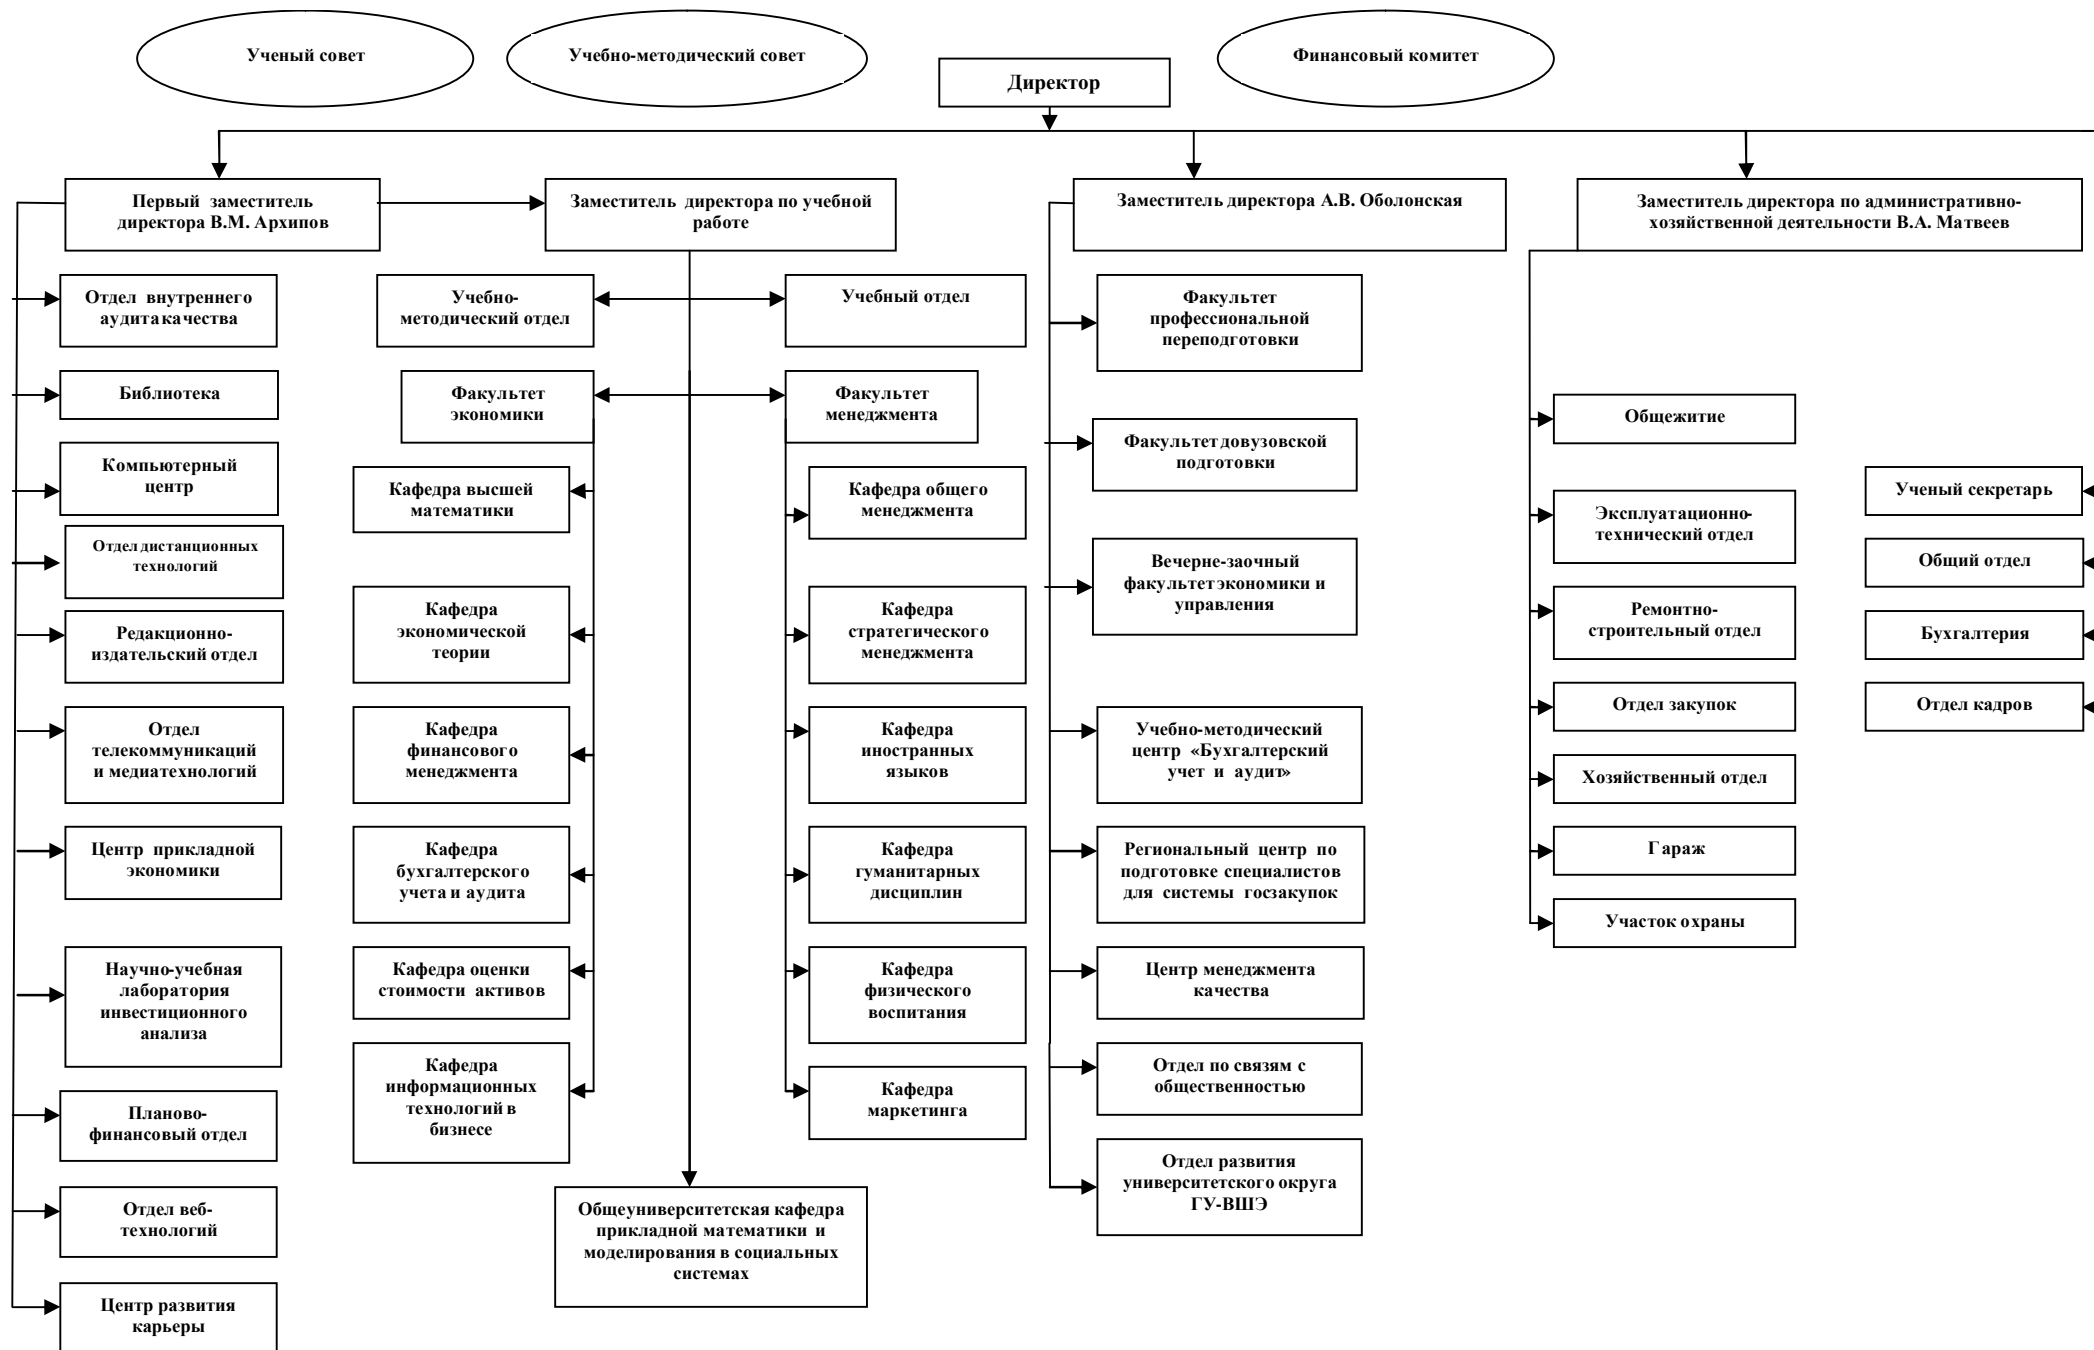 Ученый совет
Учебно-методический совет
Финансовый комитет
Директор
Первый заместитель
директора В.М. Архипов
Заместитель директора по учебной
работе
Заместитель директора А.В. Оболонская
Заместитель директора по административно-
хозяйственной деятельности В.А. Матвеев
Отдел внутреннего
аудита качества
Библиотека
Компьютерный
центр
Отдел дистанционных
технологий
Редакционно-
издательский отдел
Отдел
телекоммуникаций
и медиатехнологий
Центр прикладной
экономики
Научно-учебная
лаборатория
инвестиционного
анализа
Планово-
финансовый отдел
Отдел веб-
технологий
Центр развития
карьеры
Учебно-
методический отдел
Учебный отдел
Факультет
экономики
Факультет
менеджмента
Кафедра высшей
математики
Кафедра
экономической
теории
Кафедра
финансового
менеджмента
Кафедра
бухгалтерского
учета и аудита
Кафедра оценки
стоимости активов
Кафедра
информационных
технологий в
бизнесе
Кафедра общего
менеджмента
Кафедра
стратегического
менеджмента
Кафедра
иностранных
языков
Кафедра
гуманитарных
дисциплин
Кафедра
физического
воспитания
Кафедра
маркетинга
Общеуниверситетская кафедра
прикладной математики и
моделирования в социальных
системах
Факультет
профессиональной
переподготовки
Факультет довузовской
подготовки
Вечерне-заочный
факультет экономики и
управления
Учебно-методический
центр «Бухгалтерский
учет и аудит»
Региональный центр по
подготовке специалистов
для системы госзакупок
Центр менеджмента
качества
Отдел по связям с
общественностью
Отдел развития
университетского округа
ГУ-ВШЭ
Общежитие
Эксплуатационно-
технический отдел
Ремонтно-
строительный отдел
Отдел закупок
Хозяйственный отдел
Гараж
Участок охраны
Ученый секретарь
Общий отдел
Бухгалтерия
Отдел кадров